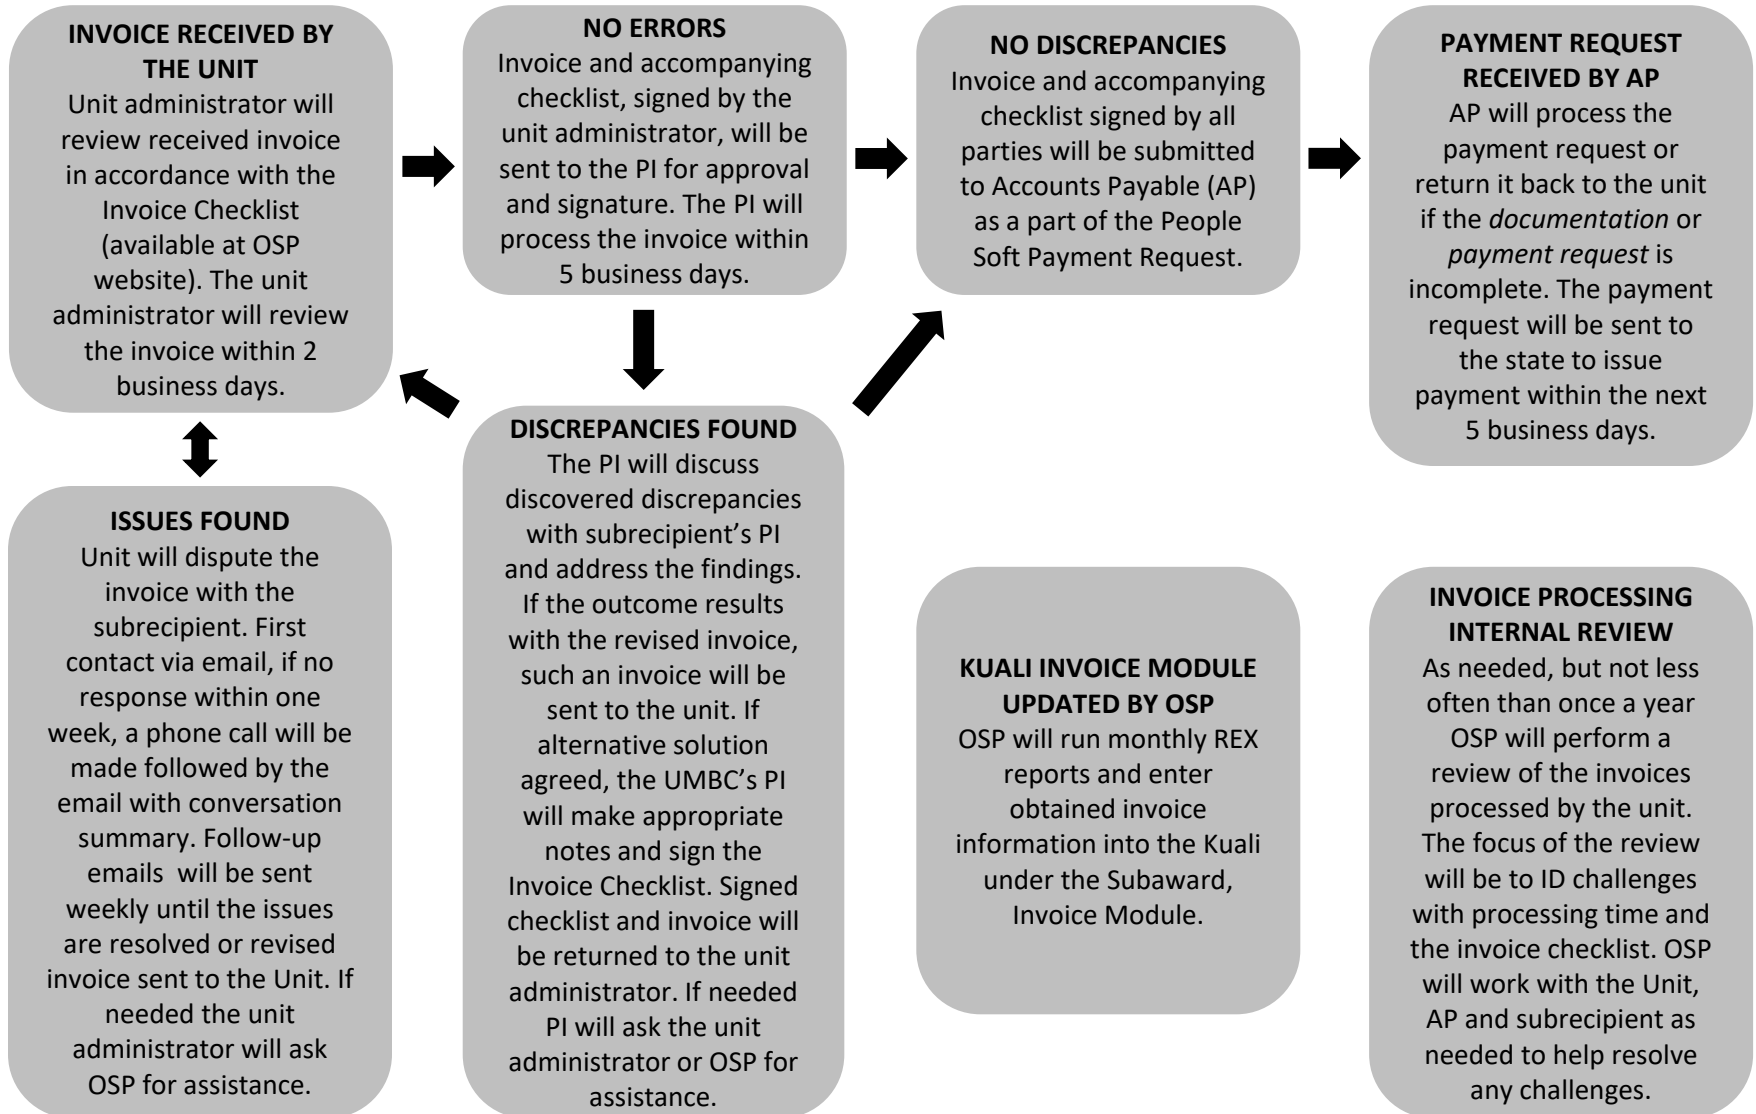 INVOICE RECEIVED BY
THE UNIT
Unit administrator will
review received invoice
in accordance with the
Invoice Checklist
(available at OSP
website). The unit
administrator will review
the invoice within 2
business days.
NO ERRORS
Invoice and accompanying
checklist, signed by the
unit administrator, will be
sent to the PI for approval
and signature. The PI will
process the invoice within
5 business days.
NO DISCREPANCIES
Invoice and accompanying
checklist signed by all
parties will be submitted
to Accounts Payable (AP)
as a part of the People
Soft Payment Request.
PAYMENT REQUEST
RECEIVED BY AP
AP will process the
payment request or
return it back to the unit
if the documentation or
payment request is
incomplete. The payment
request will be sent to
the state to issue
payment within the next
5 business days.
ISSUES FOUND
Unit will dispute the
invoice with the
subrecipient. First
contact via email, if no
response within one
week, a phone call will be
made followed by the
email with conversation
summary. Follow-up
emails  will be sent
weekly until the issues
are resolved or revised
invoice sent to the Unit. If
needed the unit
administrator will ask
OSP for assistance.
DISCREPANCIES FOUND
The PI will discuss
discovered discrepancies
with subrecipient’s PI
and address the findings.
If the outcome results
with the revised invoice,
such an invoice will be
sent to the unit. If
alternative solution
agreed, the UMBC’s PI
will make appropriate
notes and sign the
Invoice Checklist. Signed
checklist and invoice will
be returned to the unit
administrator. If needed
PI will ask the unit
administrator or OSP for
assistance.
KUALI INVOICE MODULE
UPDATED BY OSP
OSP will run monthly REX
reports and enter
obtained invoice
information into the Kuali
under the Subaward,
Invoice Module.
INVOICE PROCESSING
INTERNAL REVIEW
As needed, but not less
often than once a year
OSP will perform a
review of the invoices
processed by the unit.
The focus of the review
will be to ID challenges
with processing time and
the invoice checklist. OSP
will work with the Unit,
AP and subrecipient as
needed to help resolve
any challenges.